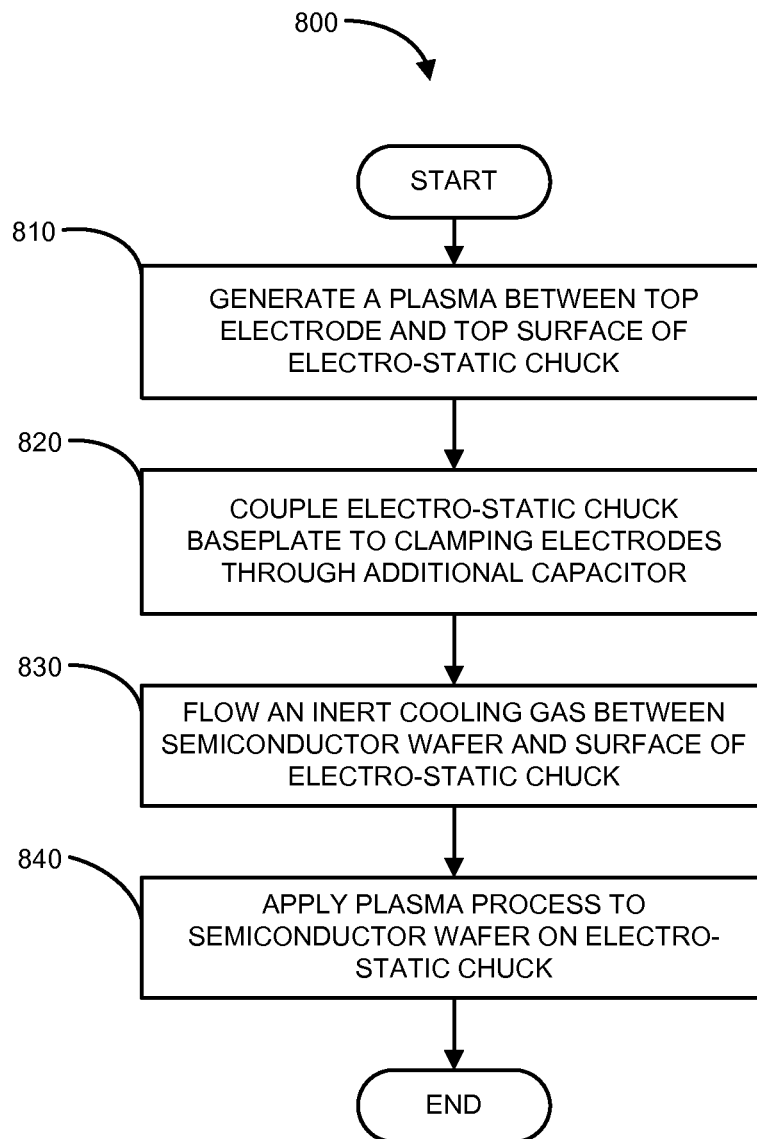 800
START
810
GENERATE A PLASMA BETWEEN TOP
ELECTRODE AND TOP SURFACE OF
ELECTRO-STATIC CHUCK
820
COUPLE ELECTRO-STATIC CHUCK
BASEPLATE TO CLAMPING ELECTRODES
THROUGH ADDITIONAL CAPACITOR
830
FLOW AN INERT COOLING GAS BETWEEN
SEMICONDUCTOR WAFER AND SURFACE OF
ELECTRO-STATIC CHUCK
840
APPLY PLASMA PROCESS TO
SEMICONDUCTOR WAFER ON ELECTRO-
STATIC CHUCK
END